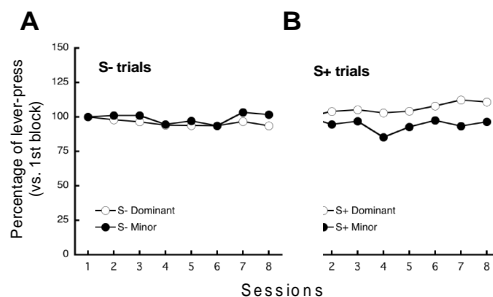 A
B
S- trials
S+ trials
Percentage of lever-press
(vs. 1st block)
150
125
100
75
50
25
0
S- Dominant
S- Minor
S+ Dominant
S+ Minor
1 2 3 4 5 6 7 8
2 3 4 5 6 7 8
Sessions